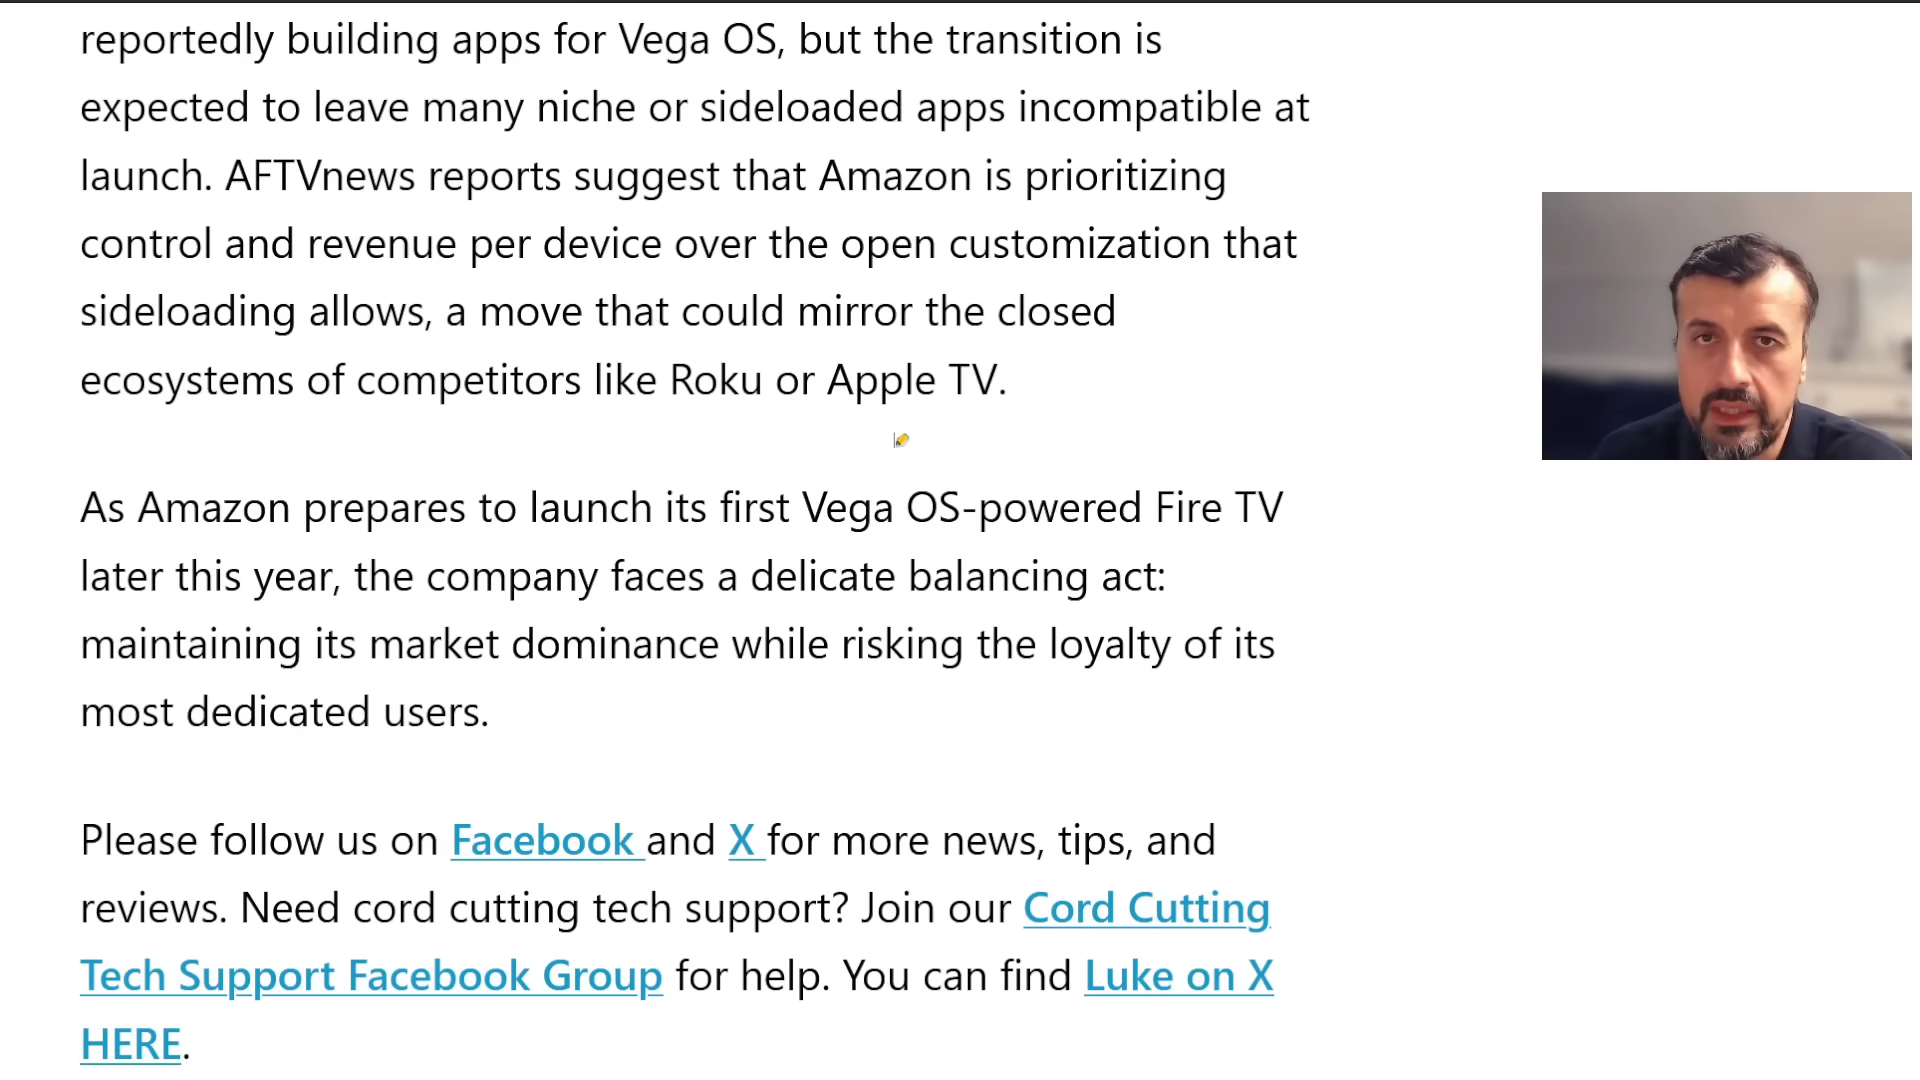 reportedly building apps for Vega OS, but the transition is
expected to leave many niche or sideloaded apps incompatible at
launch. AFTVnews reports suggest that Amazon is prioritizing
control and revenue per device over the open customization that
sideloading allows, a move that could mirror the closed
ecosystems of competitors like Roku or Apple TV.
As Amazon prepares to launch its first Vega OS-powered Fire TV
later this year, the company faces a delicate balancing act:
maintaining its market dominance while risking the loyalty of its
most dedicated users.
Please follow us on Facebook and X for more news, tips, and
reviews. Need cord cutting tech support? Join our Cord Cutting
Tech Support Facebook Group for help. You can find Luke on X
HERE.